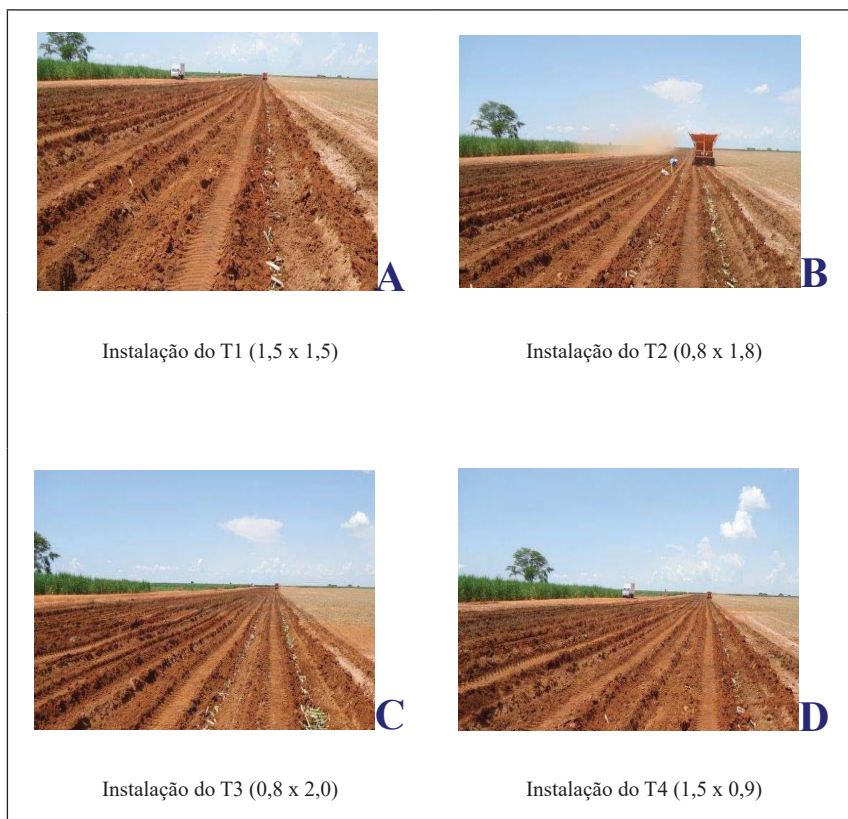 A
B
Instalação do T1 (1,5 x 1,5)
Instalação do T2 (0,8 x 1,8)
C
D
Instalação do T3 (0,8 x 2,0)
Instalação do T4 (1,5 x 0,9)